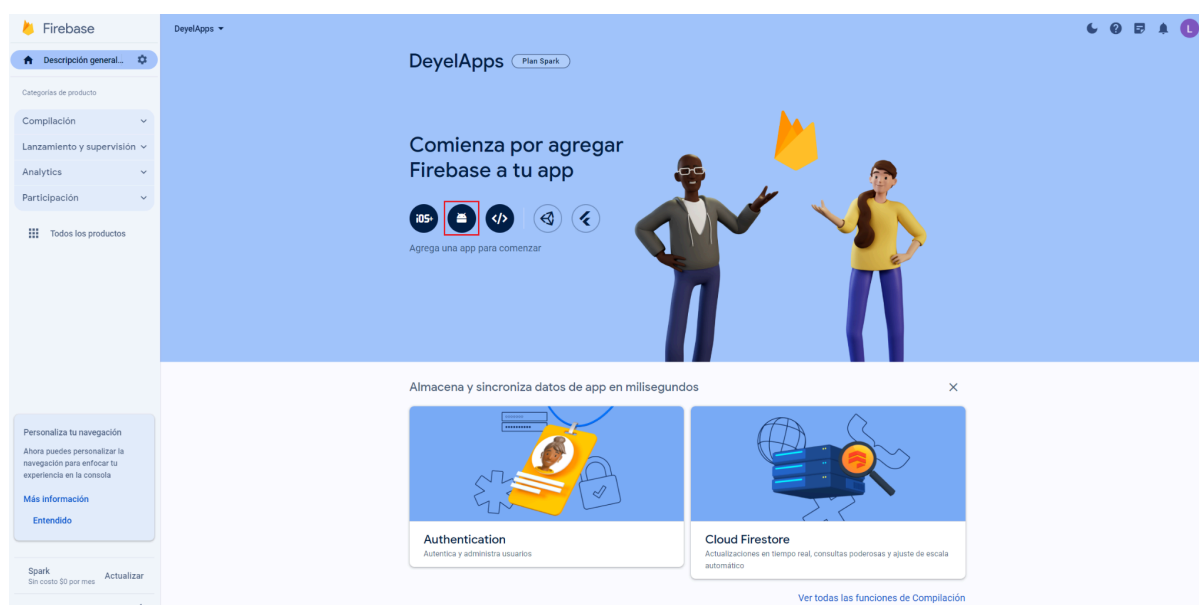 Firebase
DeyelApps
L
Descripción general...
Categorías de producto
Compilación
Lanzamiento y supervisión
Analytics
Participación
Todos los productos
DeyelApps Plan Spark
Comienza por agregar
Firebase a tu app
iOS+
Agrega una app para comenzar
Almacena y sincroniza datos de app en milisegundos
Authentication
Autentica y administra usuarios
Cloud Firestore
Actualizaciones en tiempo real, consultas poderosas y ajuste de escala
automático
Ver todas las funciones de Compilación
Personaliza tu navegación
Ahora puedes personalizar la
navegación para enfocar tu
experiencia en la consola
Más información
Entendido
Spark
Sin costo $0 por mes
Actualizar